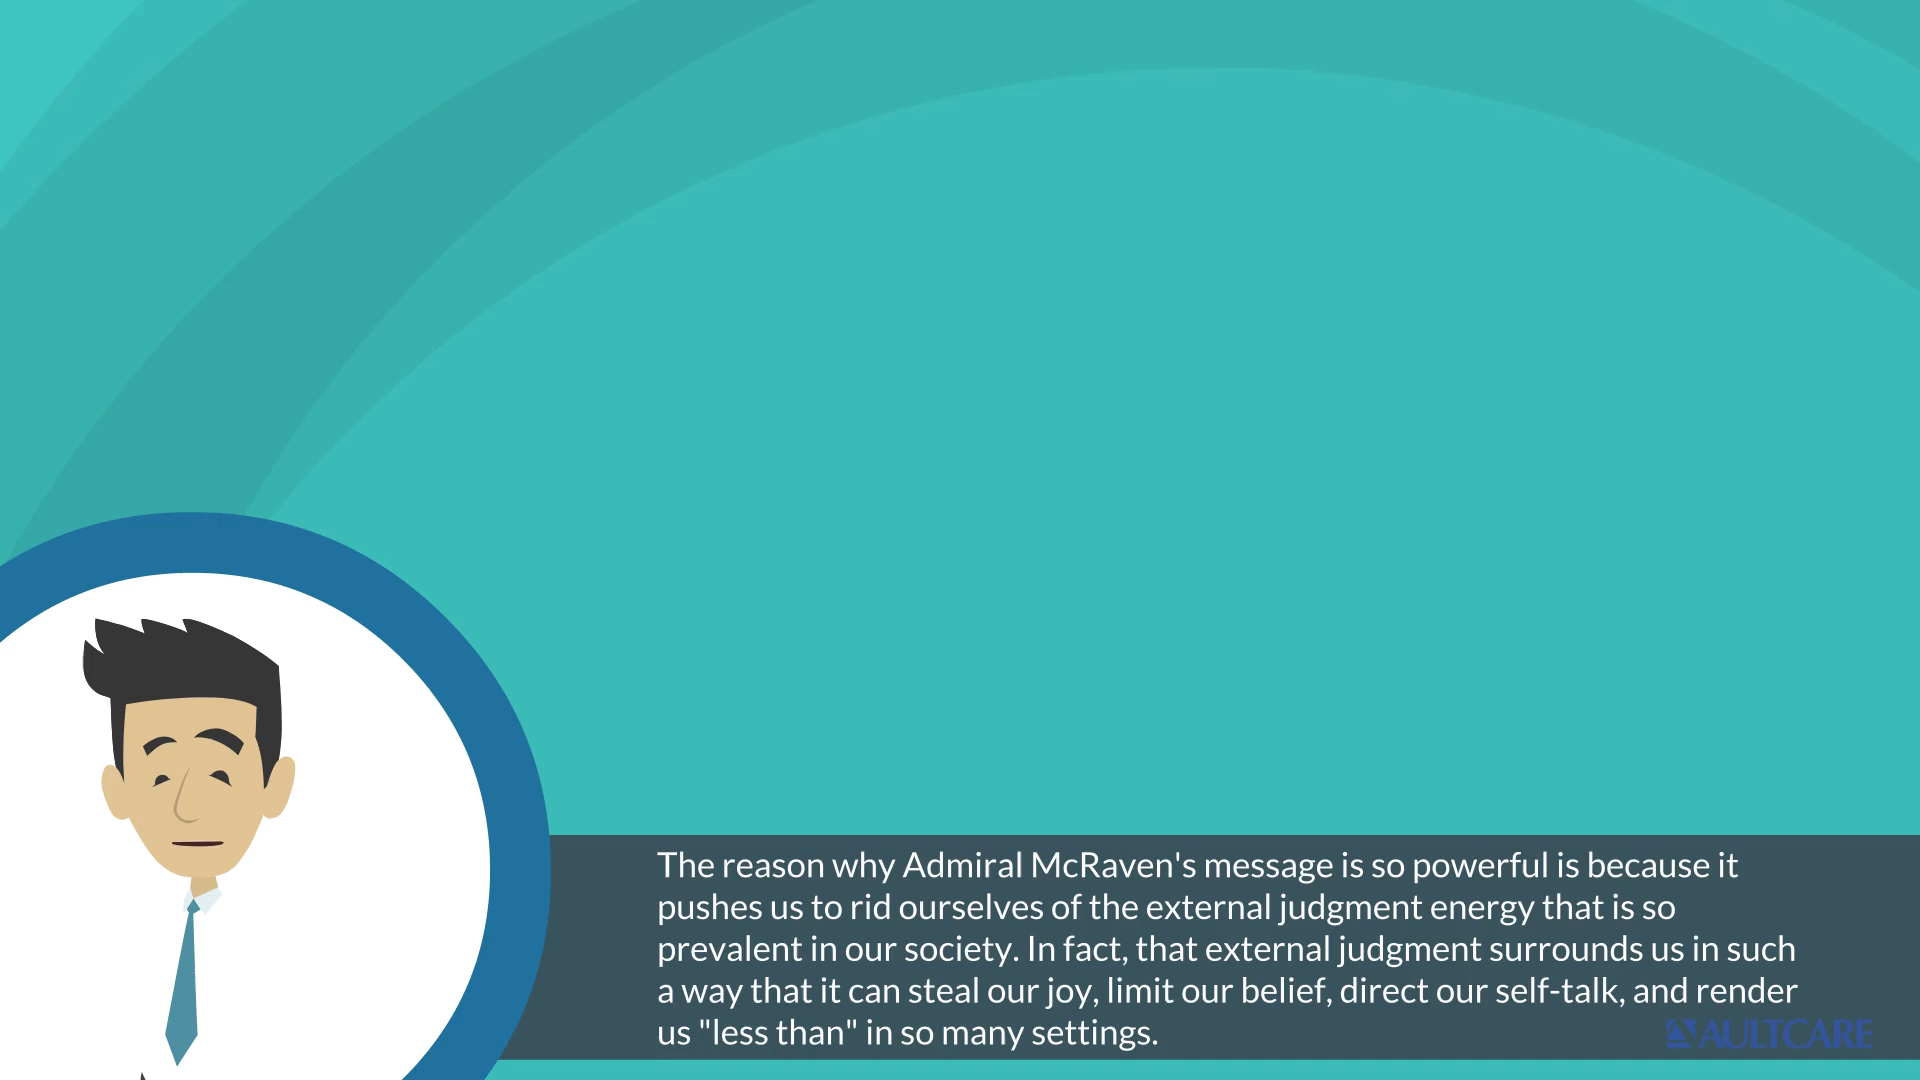 The reason why Admiral McRaven's message is so powerful is because it
pushes us to rid ourselves of the external judgment energy that is so
prevalent in our society. In fact, that external judgment surrounds us in such
a way that it can steal our joy, limit our belief, direct our self-talk, and render
us "less than" in so many settings.
AULTCARE